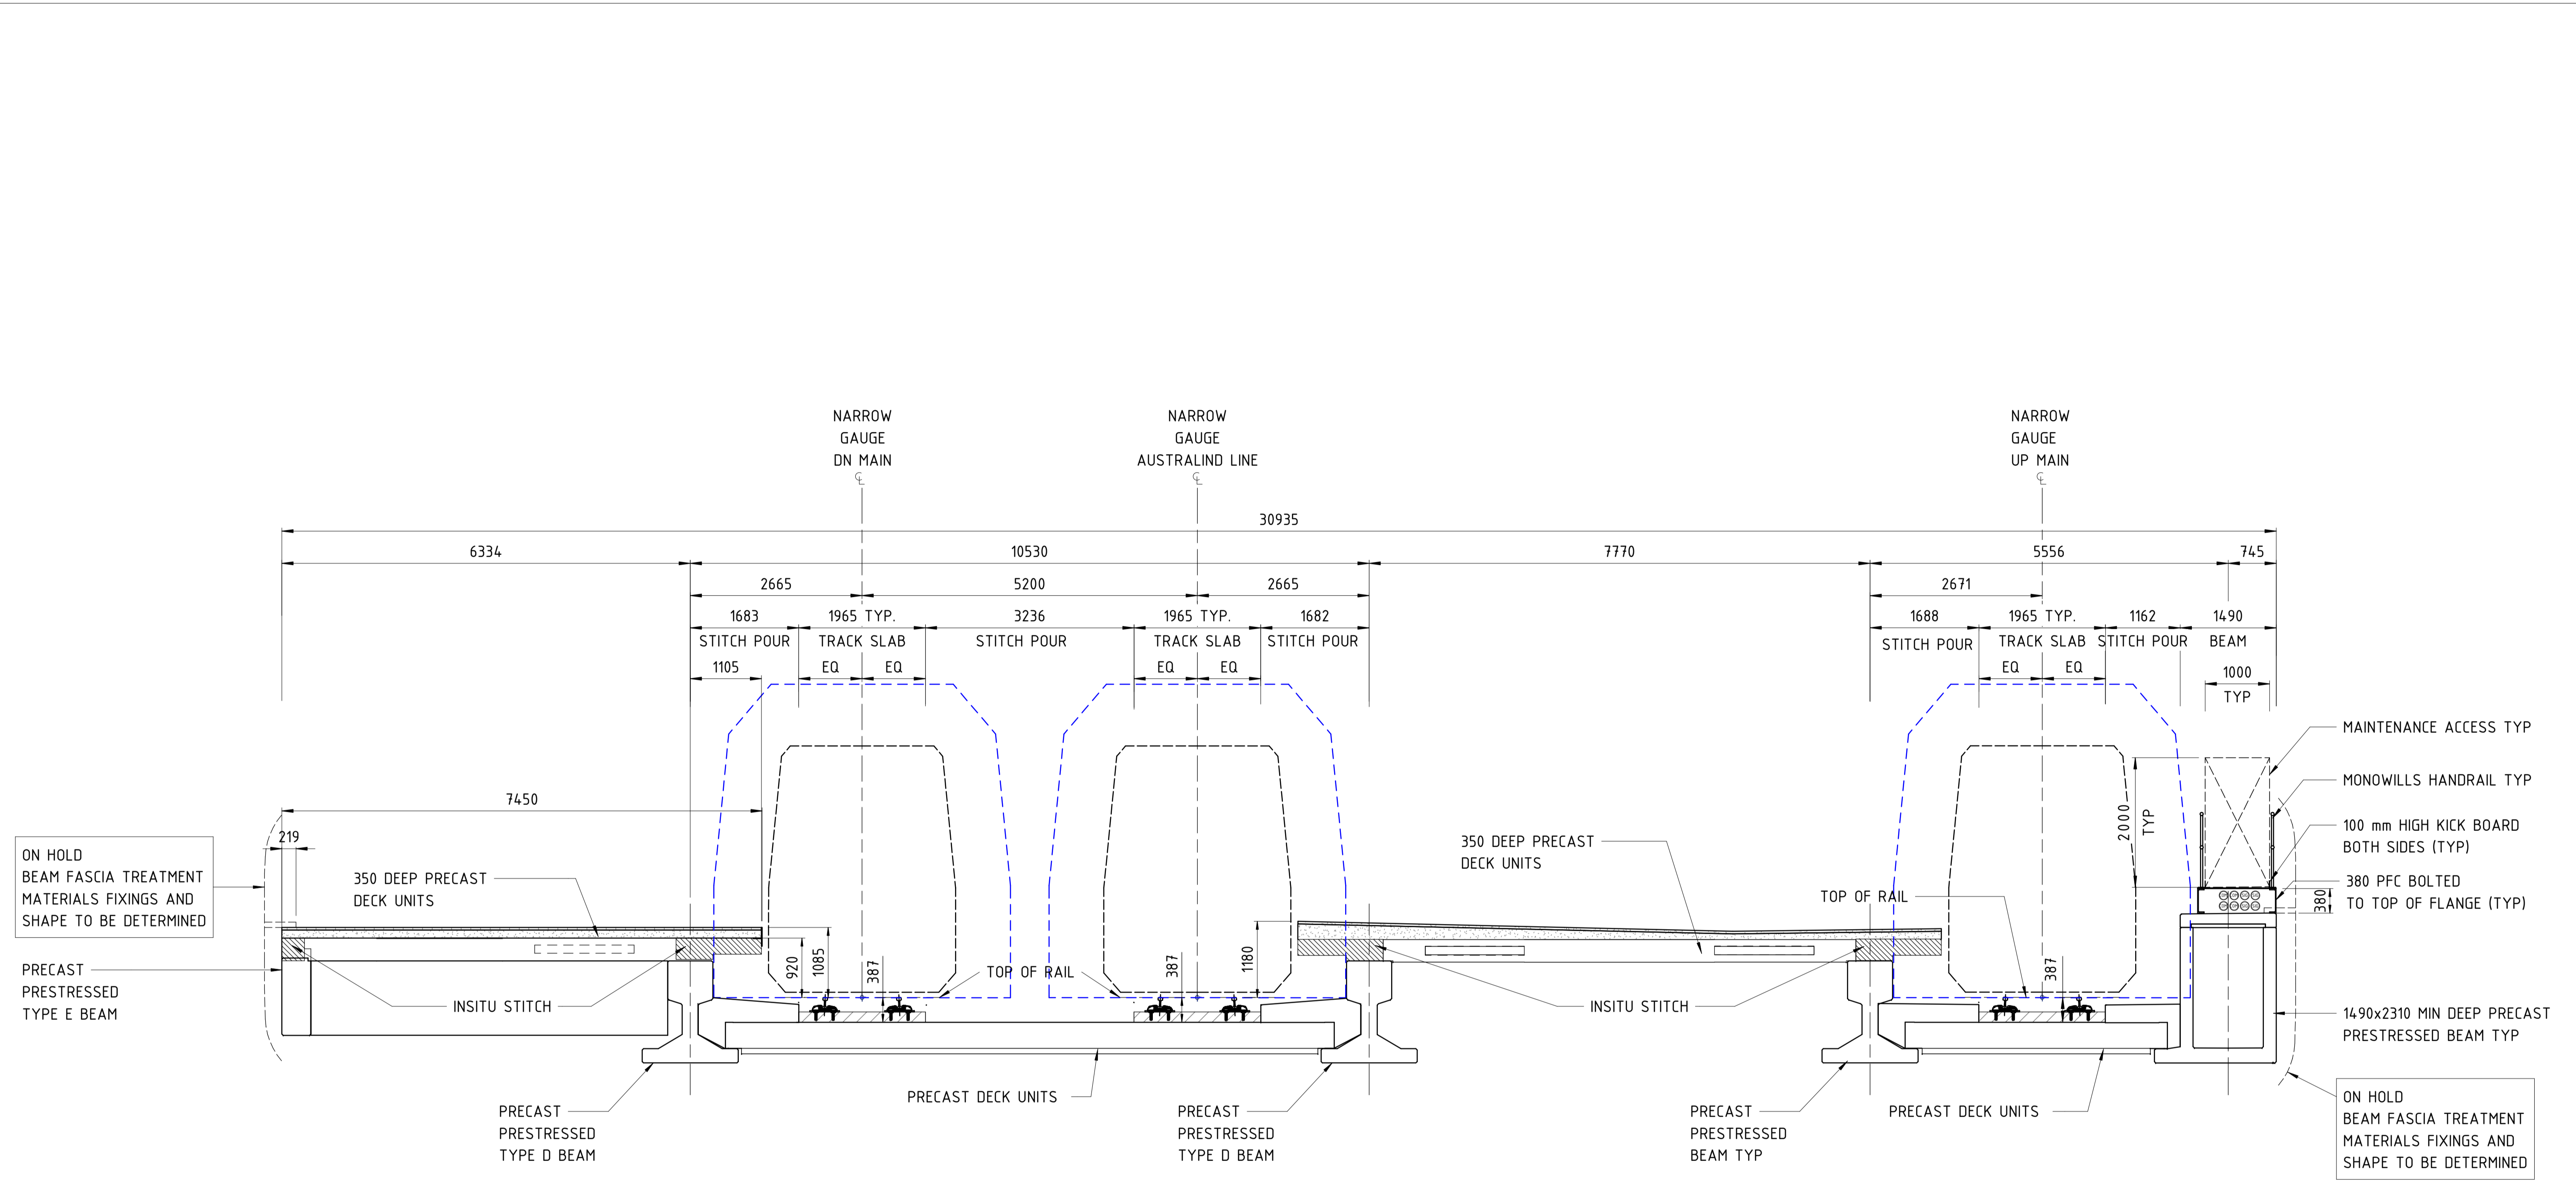 NARROW
GAUGE
DN MAIN
℄
NARROW
GAUGE
AUSTRALIND LINE
℄
NARROW
GAUGE
UP MAIN
℄
30935
6334
10530
7770
5556
745
2665
5200
2665
2671
1683
1965 TYP.
3236
1965 TYP.
1682
1688
1965 TYP.
1162
1490
STITCH POUR
TRACK SLAB
STITCH POUR
TRACK SLAB
STITCH POUR
STITCH POUR
TRACK SLAB
STITCH POUR
BEAM
1105
EQ
EQ
EQ
EQ
EQ
EQ
1000
TYP
MAINTENANCE ACCESS TYP
MONOWILLS HANDRAIL TYP
7450
219
2000
TYP
100 mm HIGH KICK BOARD
BOTH SIDES (TYP)
ON HOLD
BEAM FASCIA TREATMENT
MATERIALS FIXINGS AND
SHAPE TO BE DETERMINED
350 DEEP PRECAST
DECK UNITS
350 DEEP PRECAST
DECK UNITS
TOP OF RAIL
380 PFC BOLTED
TO TOP OF FLANGE (TYP)
380
920
1085
387
TOP OF RAIL
387
1180
387
PRECAST
PRESTRESSED
TYPE E BEAM
INSITU STITCH
INSITU STITCH
1490x2310 MIN DEEP PRECAST
PRESTRESSED BEAM TYP
PRECAST DECK UNITS
PRECAST
PRESTRESSED
TYPE D BEAM
PRECAST
PRESTRESSED
TYPE D BEAM
PRECAST
PRESTRESSED
BEAM TYP
PRECAST DECK UNITS
ON HOLD
BEAM FASCIA TREATMENT
MATERIALS FIXINGS AND
SHAPE TO BE DETERMINED